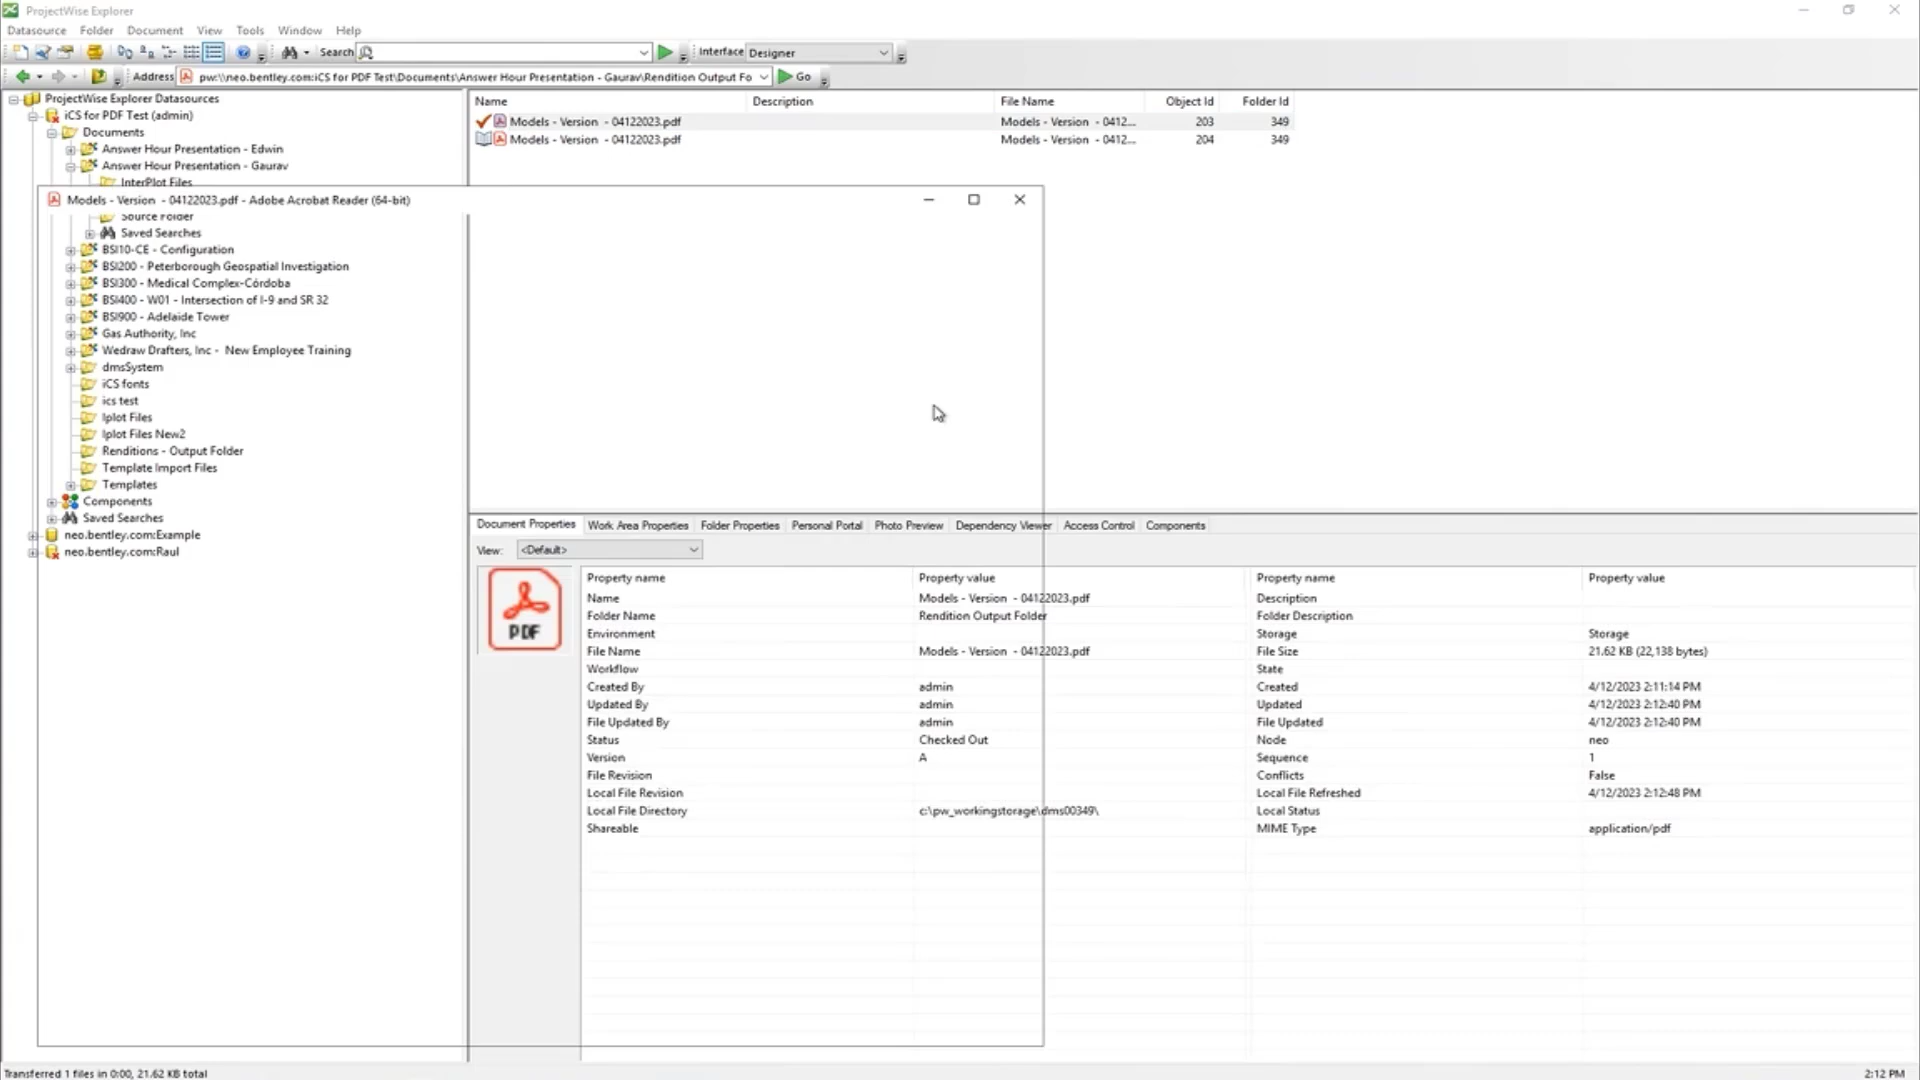 ProjectWise Explorer
Datasource Folder Document View Tools Window Help
Search Interface Designer
Address pw:\\neo.bentley.com:iCS for PDF Test\Documents\Answer Hour Presentation - Gaurav\Rendition Output Fo Go
ProjectWise Explorer Datasources
iCS for PDF Test (admin)
Documents
Answer Hour Presentation - Edwin
Answer Hour Presentation - Gaurav
InterPlot Files
Source Folder
Saved Searches
BSI10-CE - Configuration
BSI200 - Peterborough Geospatial Investigation
BSI300 - Medical Complex-Córdoba
BSI400 - W01 - Intersection of I-9 and SR 32
BSI900 - Adelaide Tower
Gas Authority, Inc
Wedraw Drafters, Inc - New Employee Training
dmsSystem
iCS fonts
ics test
Iplot Files
Iplot Files New2
Renditions - Output Folder
Template Import Files
Templates
Components
Saved Searches
neo.bentley.com:Example
neo.bentley.com:Raul
Name Description File Name Object Id Folder Id
Models - Version - 04122023.pdf Models - Version - 0412... 203 349
Models - Version - 04122023.pdf Models - Version - 0412... 204 349
Models - Version - 04122023.pdf - Adobe Acrobat Reader (64-bit)
Document Properties Work Area Properties Folder Properties Personal Portal Photo Preview Dependency Viewer Access Control Components
View: <Default>
PDF
Property name Property value Property name Property value
Name Models - Version - 04122023.pdf Description
Folder Name Rendition Output Folder Folder Description
Environment Storage Storage
File Name Models - Version - 04122023.pdf File Size 21.62 KB (22,138 bytes)
Workflow State
Created By admin Created 4/12/2023 2:11:14 PM
Updated By admin Updated 4/12/2023 2:12:40 PM
File Updated By admin File Updated 4/12/2023 2:12:40 PM
Status Checked Out Node neo
Version A Sequence 1
File Revision Conflicts False
Local File Revision Local File Refreshed 4/12/2023 2:12:48 PM
Local File Directory c:\pw_workingstorage\dms00349\ Local Status
Shareable MIME Type application/pdf
Transferred 1 files in 0:00, 21.62 KB total 2:12 PM